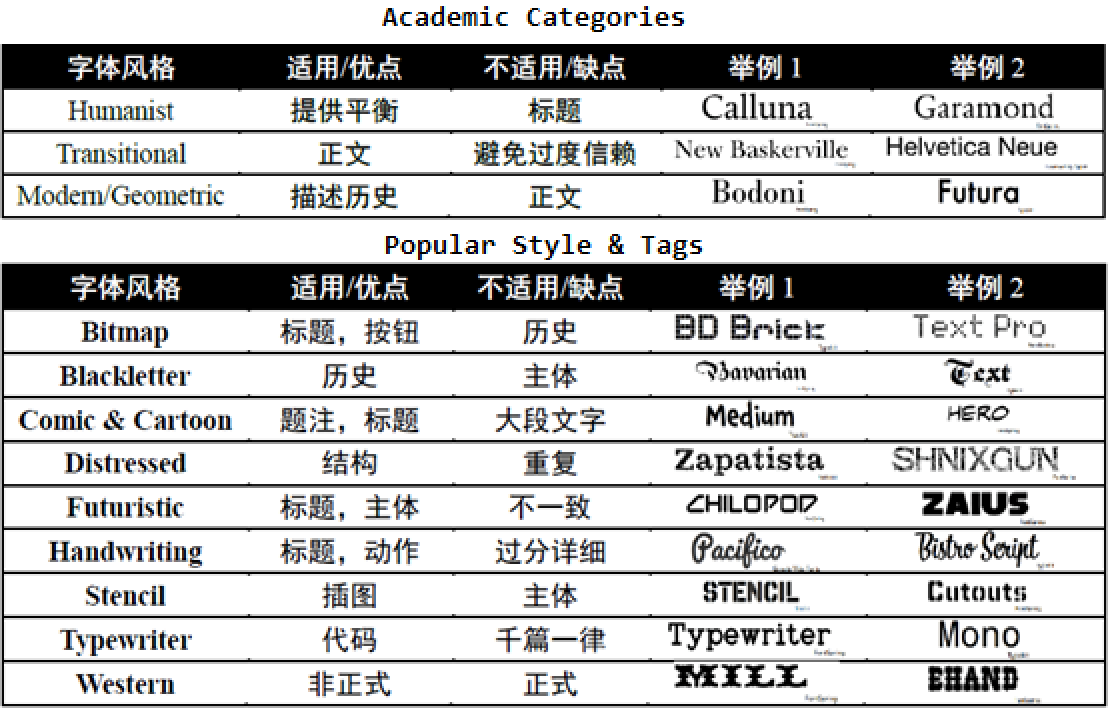 Academic Categories
字体风格 适用/优点 不适用/缺点 举例 1 举例 2
Humanist 提供平衡 标题 Calluna Garamond
Transitional 正文 避免过度信赖 New Baskerville Helvetica Neue
Modern/Geometric 描述历史 正文 Bodoni Futura
Popular Style & Tags
字体风格 适用/优点 不适用/缺点 举例 1 举例 2
Bitmap 标题，按钮 历史 BD Brick Text Pro
Blackletter 历史 主体 Bavarian Text
Comic & Cartoon 题注，标题 大段文字 Medium HERO
Distressed 结构 重复 Zapatista SHNIXGUN
Futuristic 标题，主体 不一致 CHILOPOD ZAIUS
Handwriting 标题，动作 过分详细 Pacifico Bistro Script
Stencil 插图 主体 STENCIL Cutouts
Typewriter 代码 千篇一律 Typewriter Mono
Western 非正式 正式 MILL BHAND